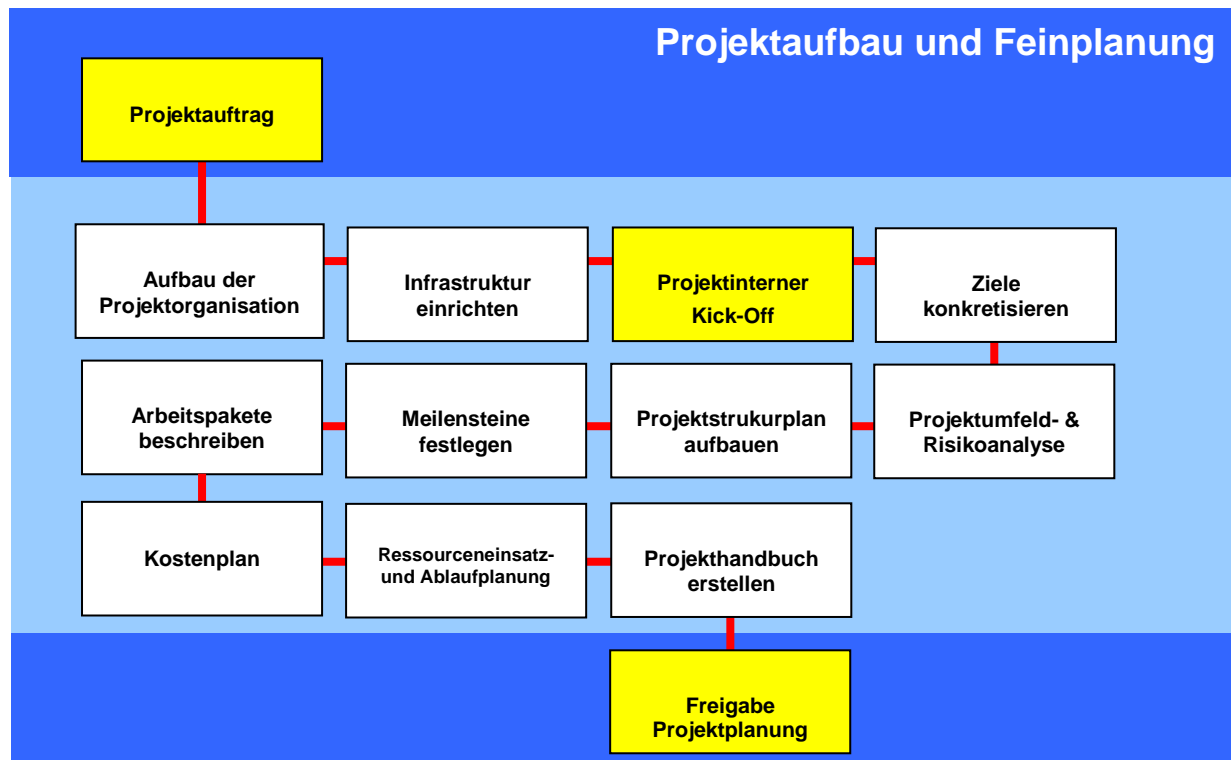 Projektaufbau und Feinplanung
Projektauftrag
Aufbau der
Projektorganisation
Infrastruktur
einrichten
Projektinterner
Kick-Off
Ziele
konkretisieren
Arbeitspakete
beschreiben
Meilensteine
festlegen
Projektstrukurplan
aufbauen
Projektumfeld- &
Risikoanalyse
Kostenplan
Ressourceneinsatz-
und Ablaufplanung
Projekthandbuch
erstellen
Freigabe
Projektplanung